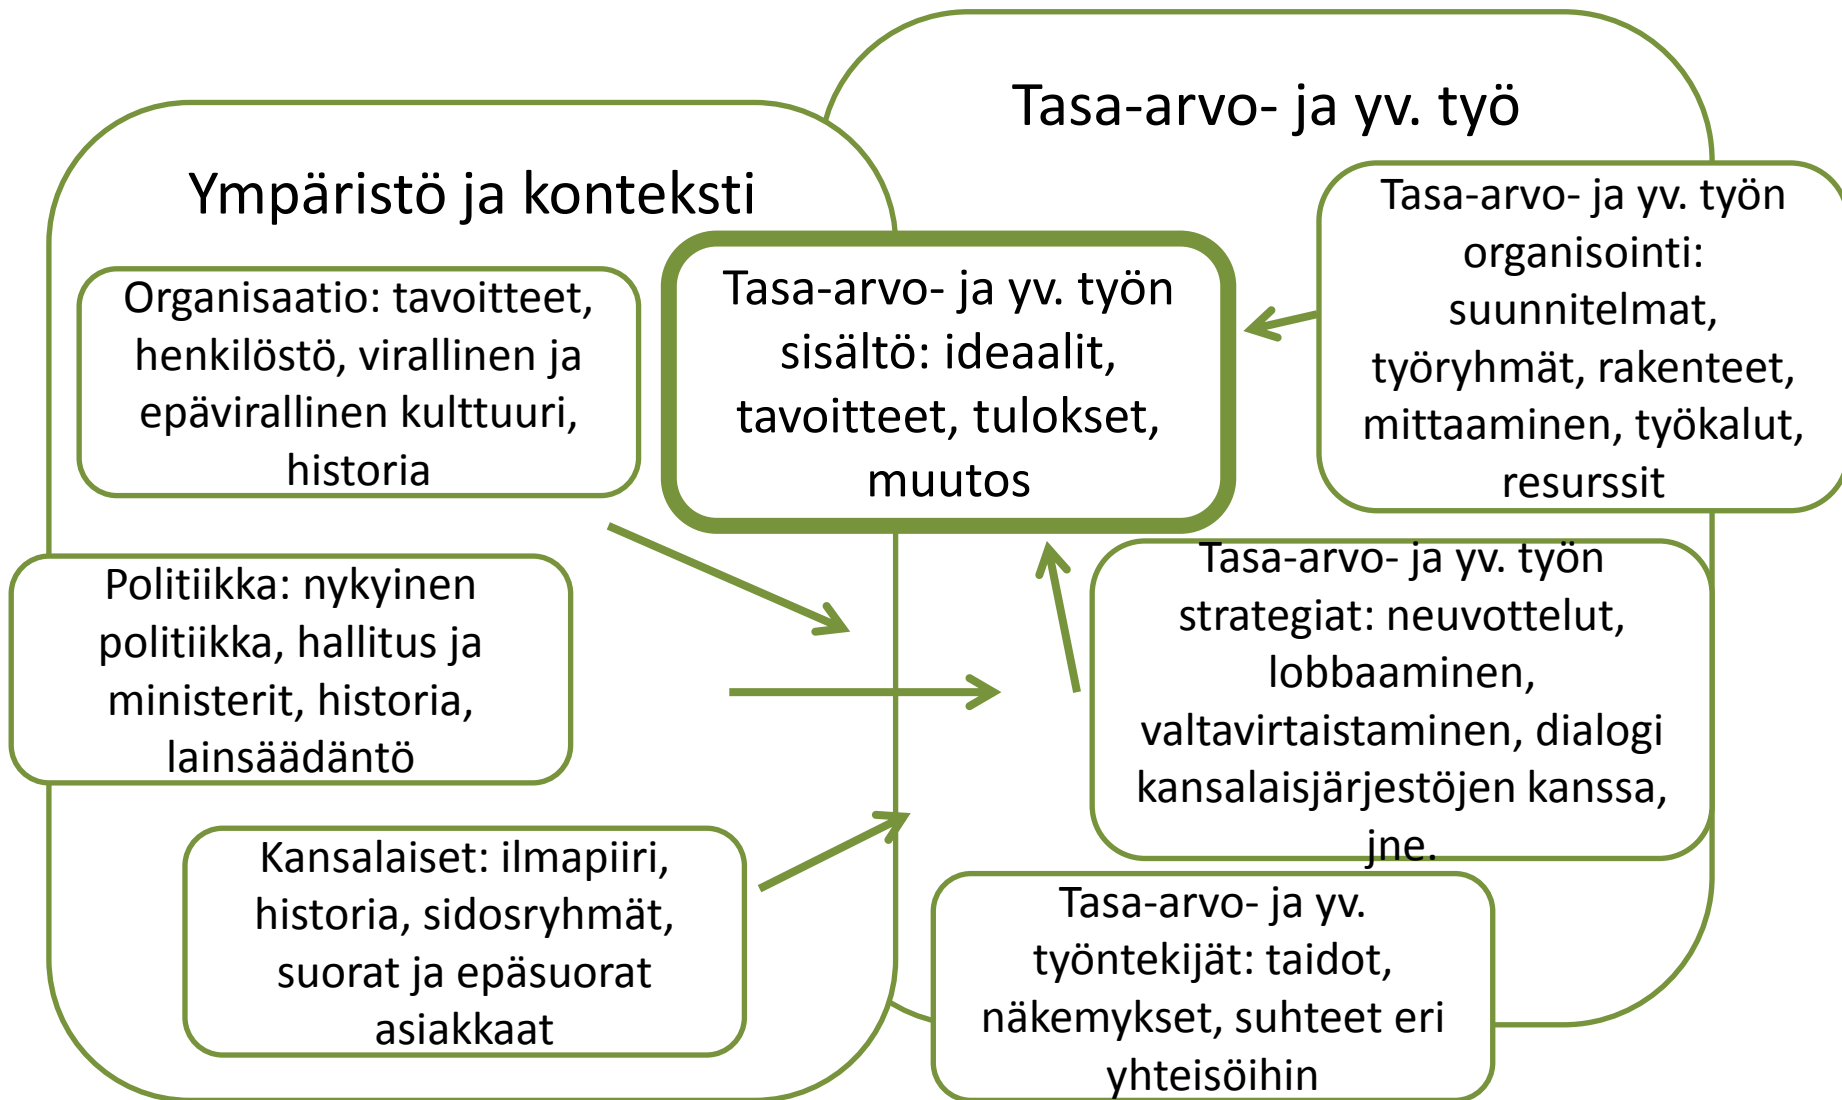 Tasa-arvo- ja yv. työ
Ympäristö ja konteksti
Organisaatio: tavoitteet,
henkilöstö, virallinen ja
epävirallinen kulttuuri,
historia
Politiikka: nykyinen
politiikka, hallitus ja
ministerit, historia,
lainsäädäntö
Kansalaiset: ilmapiiri,
historia, sidosryhmät,
suorat ja epäsuorat
asiakkaat
Tasa-arvo- ja yv. työn
sisältö: ideaalit,
tavoitteet, tulokset,
muutos
Tasa-arvo- ja yv. työn
organisointi:
suunnitelmat,
työryhmät, rakenteet,
mittaaminen, työkalut,
resurssit
Tasa-arvo- ja yv. työn
strategiat: neuvottelut,
lobbaaminen,
valtavirtaistaminen, dialogi
kansalaisjärjestöjen kanssa,
jne.
Tasa-arvo- ja yv.
työntekijät: taidot,
näkemykset, suhteet eri
yhteisöihin